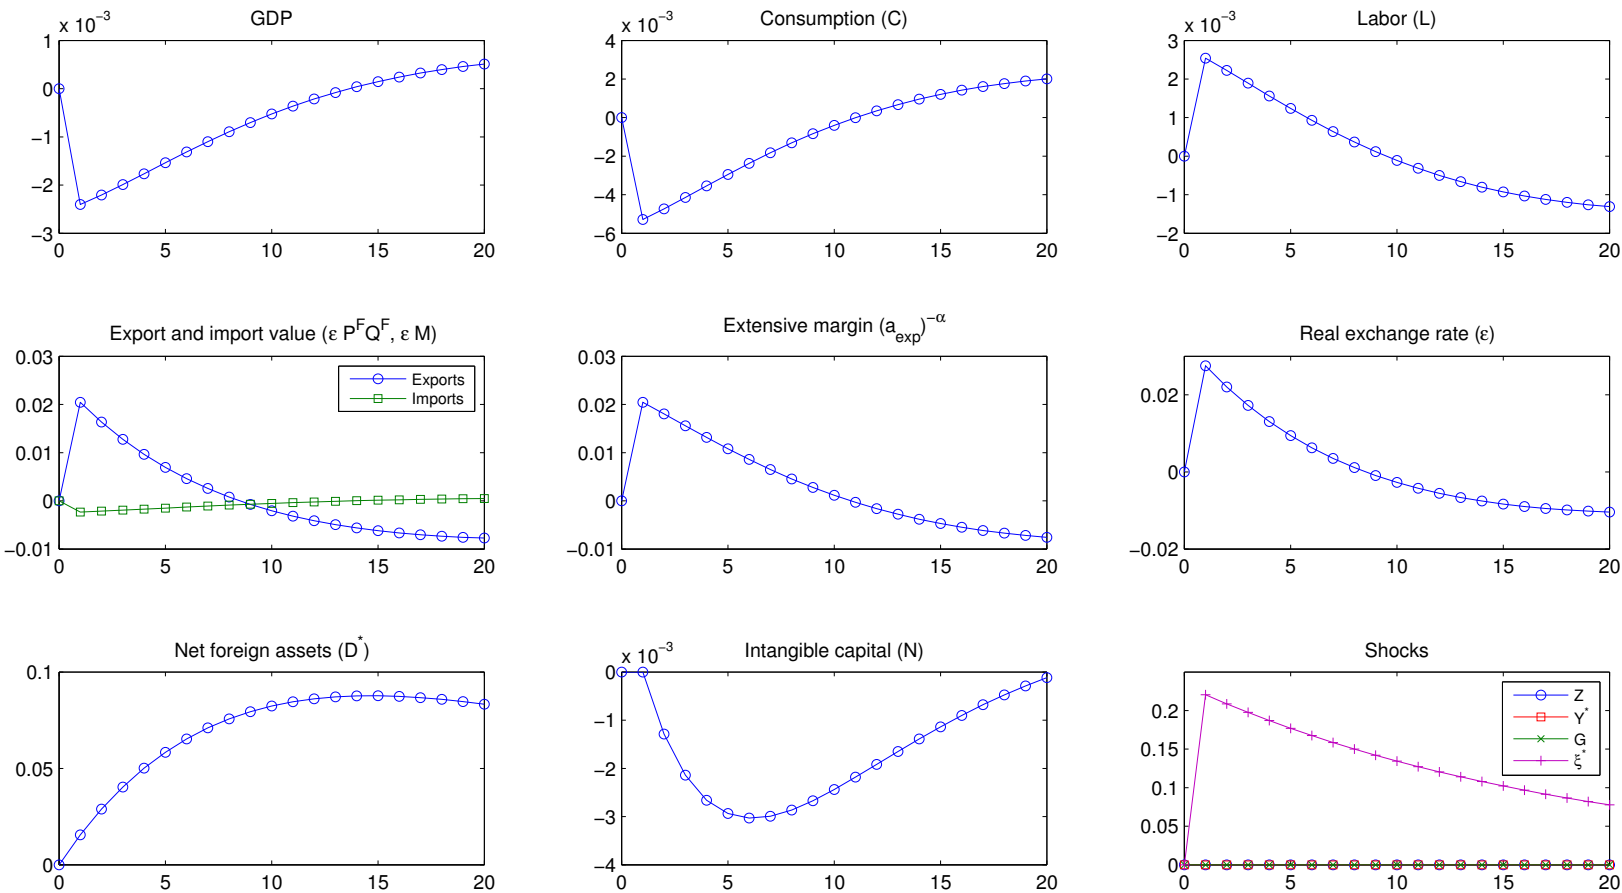 GDP
x 10⁻³
1
0
−1
−2
−3
0 5 10 15 20
Consumption (C)
x 10⁻³
4
2
0
−2
−4
−6
0 5 10 15 20
Labor (L)
x 10⁻³
3
2
1
0
−1
−2
0 5 10 15 20
Export and import value (ε P^F Q^F, ε M)
0.03
0.02
0.01
0
−0.01
0 5 10 15 20
Exports
Imports
Extensive margin (a_exp)^−α
0.03
0.02
0.01
0
−0.01
0 5 10 15 20
Real exchange rate (ε)
0.02
0
−0.02
0 5 10 15 20
Net foreign assets (D*)
0.1
0.05
0
0 5 10 15 20
Intangible capital (N)
x 10⁻³
0
−1
−2
−3
−4
0 5 10 15 20
Shocks
0.2
0.15
0.1
0.05
0
0 5 10 15 20
Z
Y*
G
ξ*